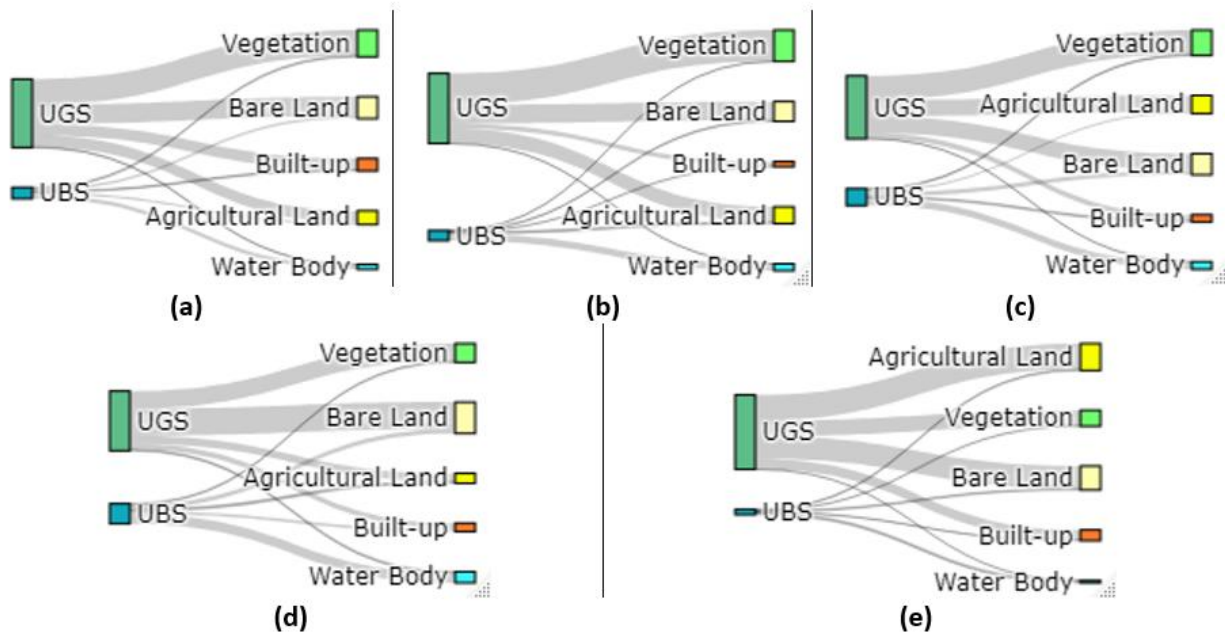 Vegetation
UGS
Bare Land
Built-up
UBS
Agricultural Land
Water Body
(a)
Vegetation
UGS
Bare Land
Built-up
Agricultural Land
UBS
Water Body
(b)
Vegetation
UGS
Agricultural Land
Bare Land
UBS
Built-up
Water Body
(c)
Vegetation
UGS
Bare Land
Agricultural Land
UBS
Built-up
Water Body
(d)
Agricultural Land
UGS
Vegetation
Bare Land
UBS
Built-up
Water Body
(e)